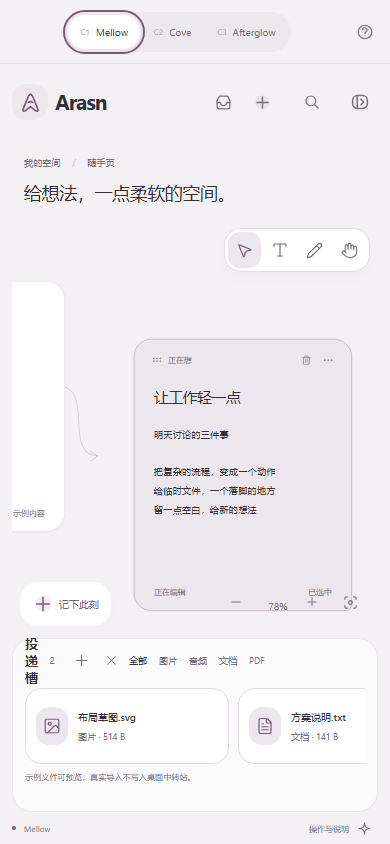 C1 Mellow C2 Cove C3 Afterglow
Arasn
我的空间 / 随手页
给想法，一点柔软的空间。
正在想
让工作轻一点
明天讨论的三件事
把复杂的流程，变成一个动作
给临时文件，一个落脚的地方
留一点空白，给新的想法
示例内容
正在编辑 已选中
78%
记下此刻
投递槽 2 全部 图片 音频 文档 PDF
布局草图.svg
图片 · 514 B
方案说明.txt
文档 · 141 B
示例文件可预览；真实导入不写入桌面中转站。
Mellow 操作与说明